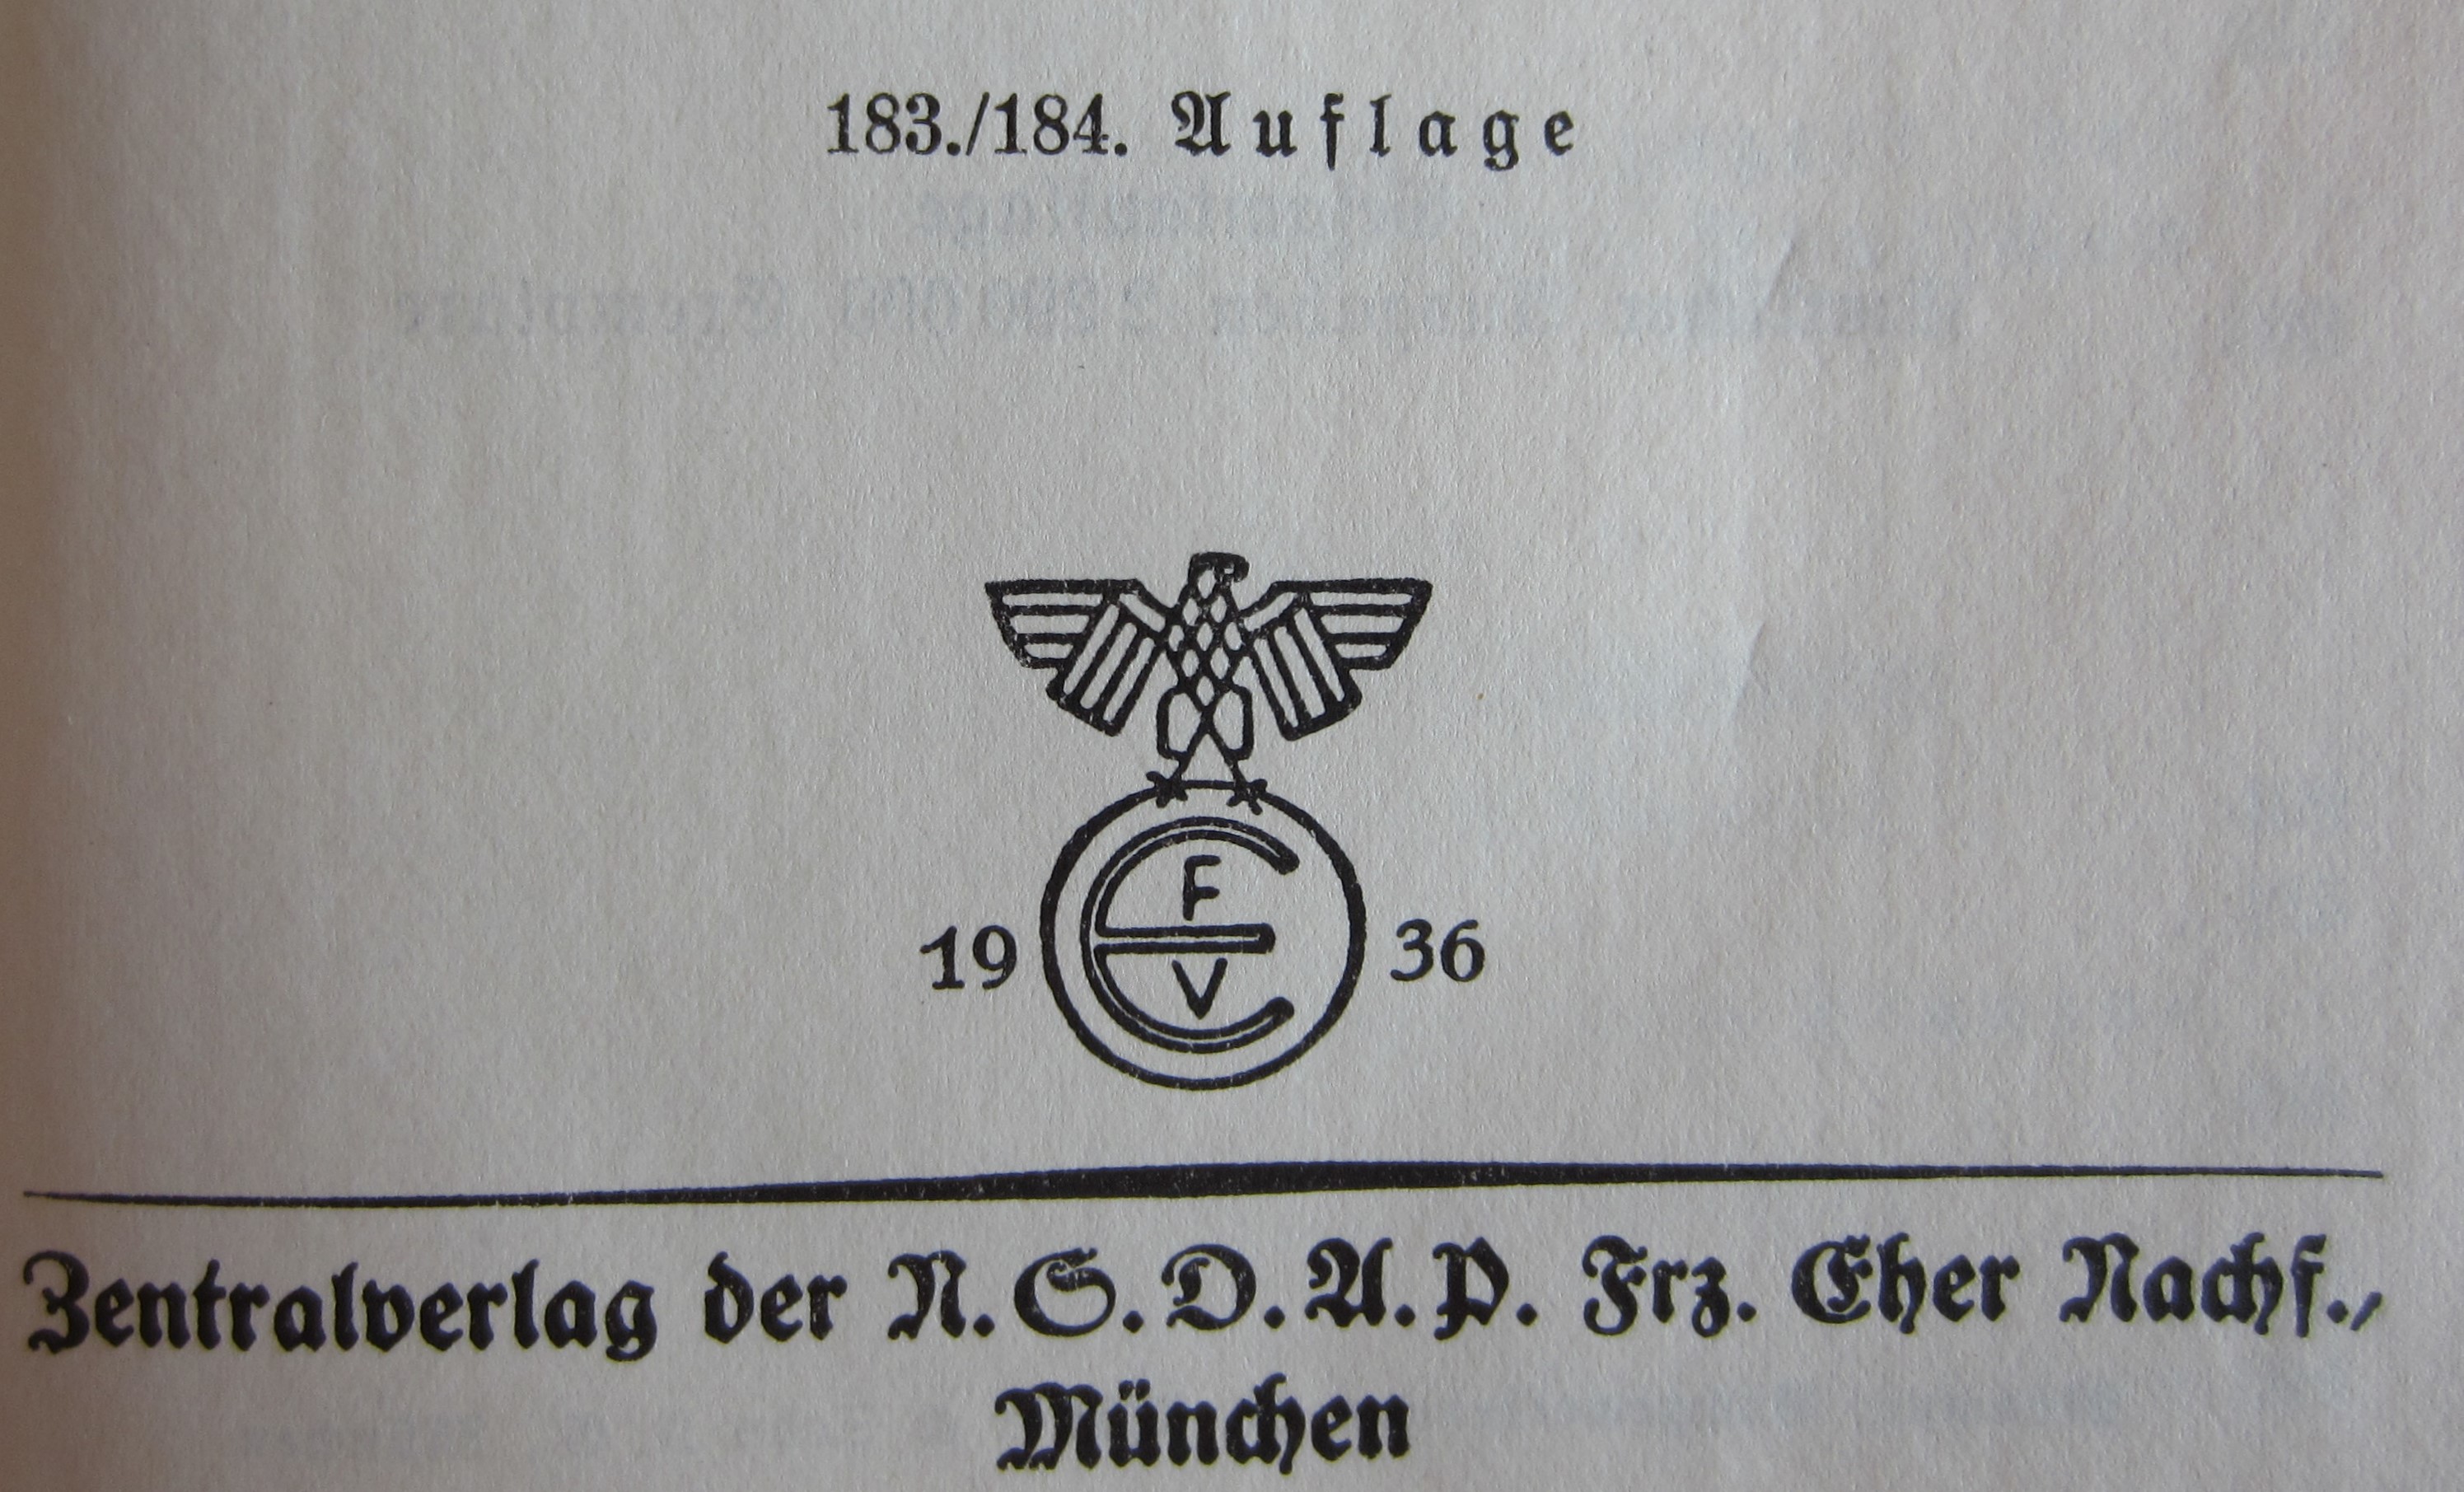 183./184. Auflage
F
19 E 36
V
Zentralverlag der N.S.D.A.P. Frz. Eher Nachf.,
München